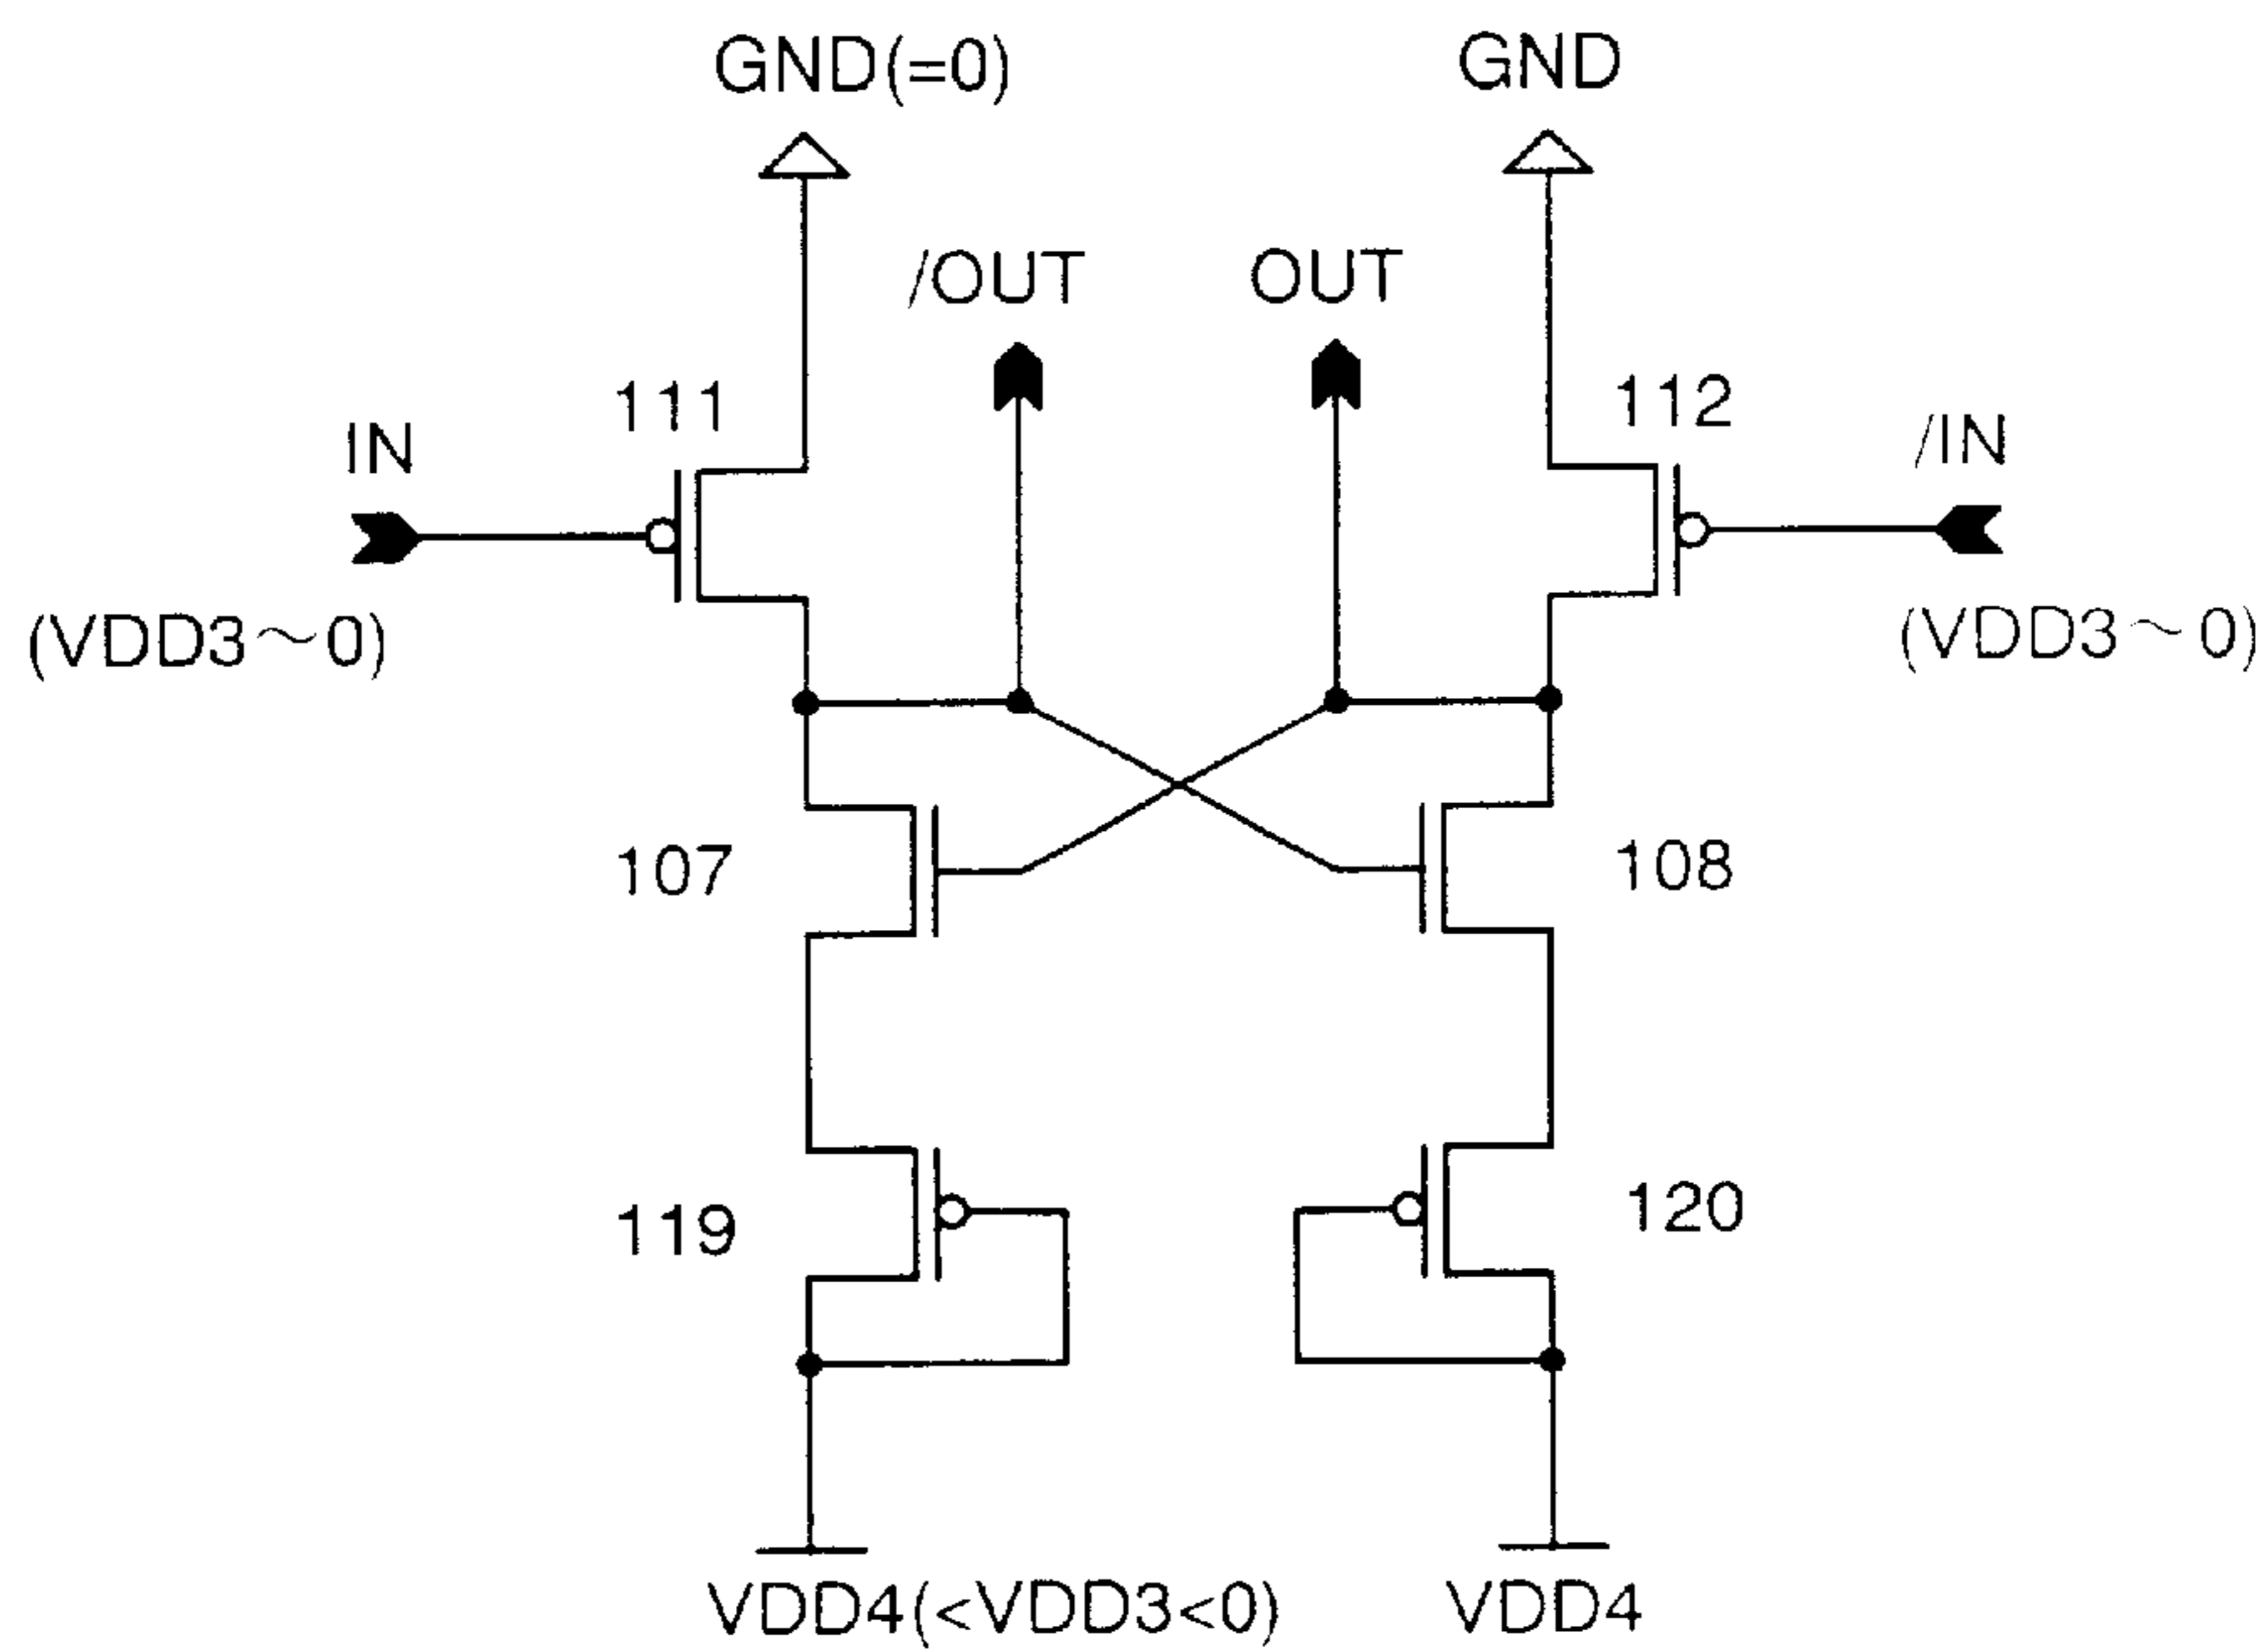 GND(=0)
GND
/OUT
OUT
111
112
IN
/IN
(VDD3～0)
(VDD3～0)
107
108
119
120
VDD4(<VDD3<0)
VDD4